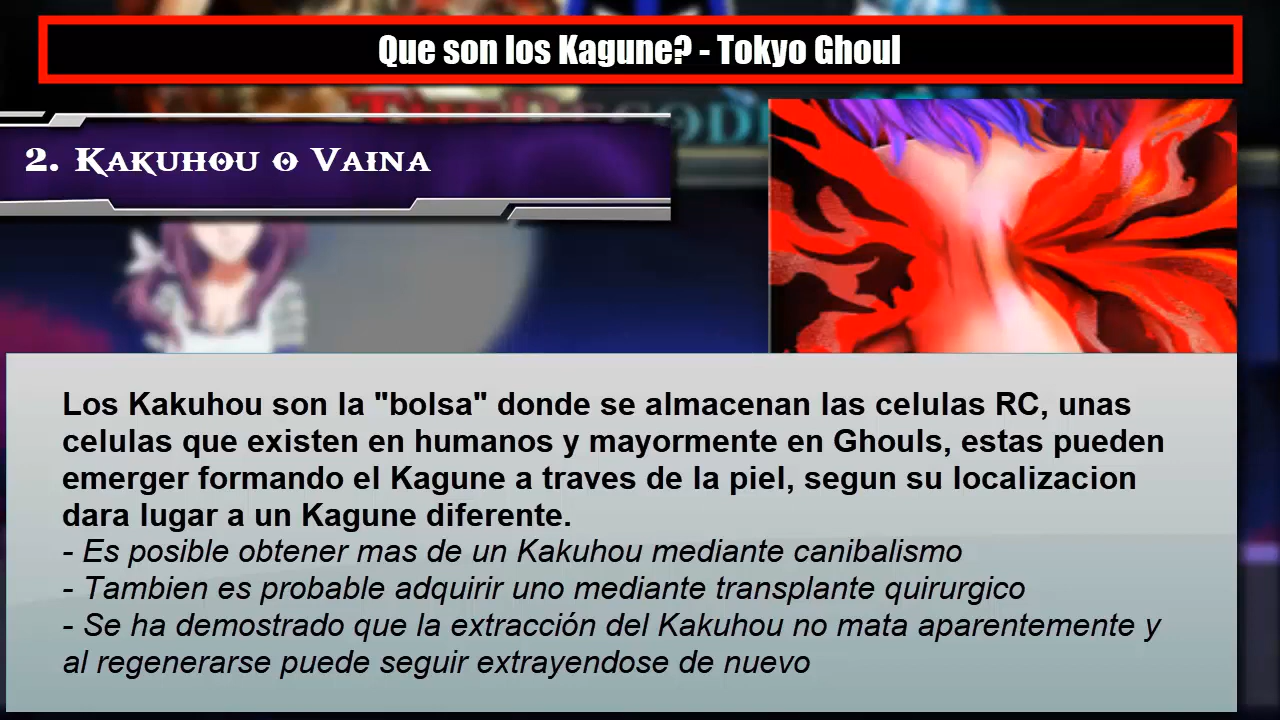 Que son los Kagune? - Tokyo Ghoul
2. Kakuhou o Vaina
Los Kakuhou son la "bolsa" donde se almacenan las celulas RC, unas
celulas que existen en humanos y mayormente en Ghouls, estas pueden
emerger formando el Kagune a traves de la piel, segun su localizacion
dara lugar a un Kagune diferente.
- Es posible obtener mas de un Kakuhou mediante canibalismo
- Tambien es probable adquirir uno mediante transplante quirurgico
- Se ha demostrado que la extracción del Kakuhou no mata aparentemente y
al regenerarse puede seguir extrayendose de nuevo